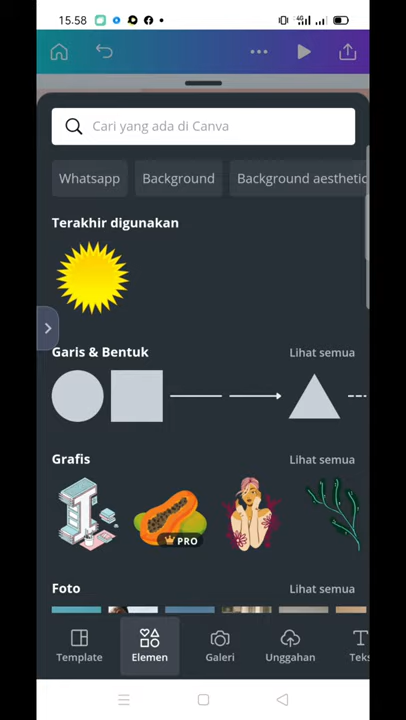 15.58
Cari yang ada di Canva
Whatsapp
Background
Background aesthetic
Terakhir digunakan
Garis & Bentuk
Lihat semua
Grafis
Lihat semua
PRO
Foto
Lihat semua
Template
Elemen
Galeri
Unggahan
Teks